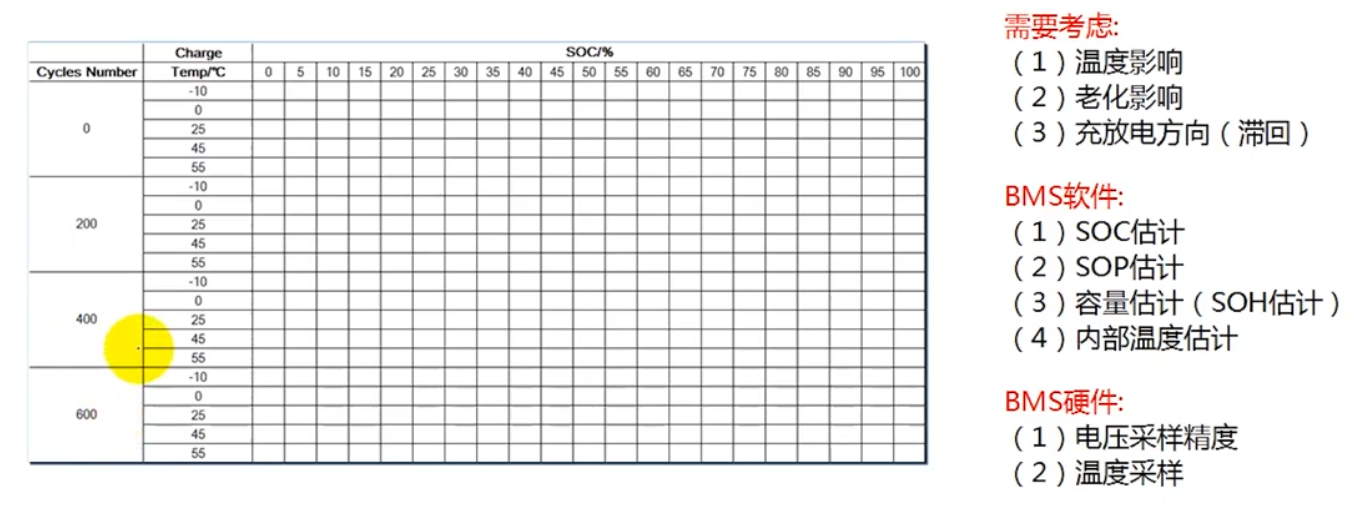 Charge SOC/%
Cycles Number Temp/℃ 0 5 10 15 20 25 30 35 40 45 50 55 60 65 70 75 80 85 90 95 100
-10
0
0 25
45
55
-10
0
200 25
45
55
-10
0
400 25
45
55
-10
0
600 25
45
55
需要考虑:
（1）温度影响
（2）老化影响
（3）充放电方向（滞回）
BMS软件:
（1）SOC估计
（2）SOP估计
（3）容量估计（SOH估计）
（4）内部温度估计
BMS硬件:
（1）电压采样精度
（2）温度采样